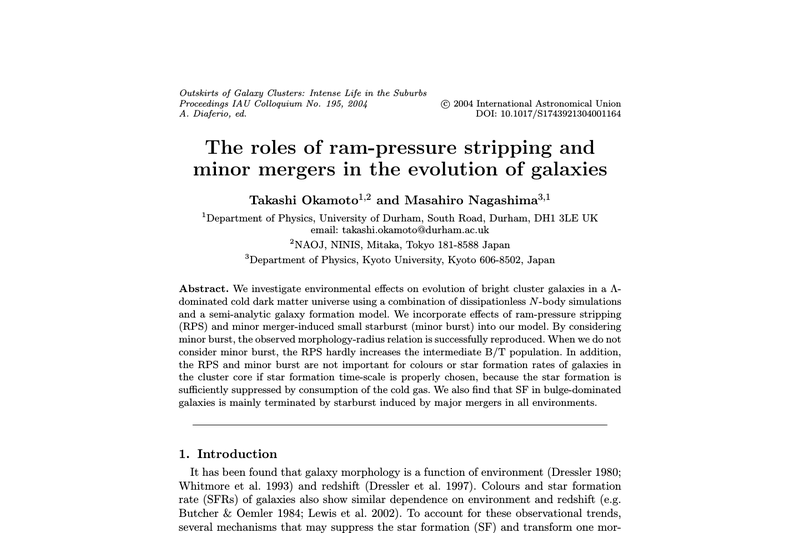 Outskirts of Galaxy Clusters: Intense Life in the Suburbs
Proceedings IAU Colloquium No. 195, 2004
© 2004 International Astronomical Union
A. Diaferio, ed.
DOI: 10.1017/S1743921304001164
The roles of ram-pressure stripping and
minor mergers in the evolution of galaxies
Takashi Okamoto1,2 and Masahiro Nagashima3,1
1Department of Physics, University of Durham, South Road, Durham, DH1 3LE UK
email: takashi.okamoto@durham.ac.uk
2NAOJ, NINIS, Mitaka, Tokyo 181-8588 Japan
3Department of Physics, Kyoto University, Kyoto 606-8502, Japan
Abstract. We investigate environmental effects on evolution of bright cluster galaxies in a Λ-
dominated cold dark matter universe using a combination of dissipationless N-body simulations
and a semi-analytic galaxy formation model. We incorporate effects of ram-pressure stripping
(RPS) and minor merger-induced small starburst (minor burst) into our model. By considering
minor burst, the observed morphology-radius relation is successfully reproduced. When we do not
consider minor burst, the RPS hardly increases the intermediate B/T population. In addition,
the RPS and minor burst are not important for colours or star formation rates of galaxies in
the cluster core if star formation time-scale is properly chosen, because the star formation is
sufficiently suppressed by consumption of the cold gas. We also find that SF in bulge-dominated
galaxies is mainly terminated by starburst induced by major mergers in all environments.
1. Introduction
It has been found that galaxy morphology is a function of environment (Dressler 1980;
Whitmore et al. 1993) and redshift (Dressler et al. 1997). Colours and star formation
rate (SFRs) of galaxies also show similar dependence on environment and redshift (e.g.
Butcher & Oemler 1984; Lewis et al. 2002). To account for these observational trends,
several mechanisms that may suppress the star formation (SF) and transform one mor-